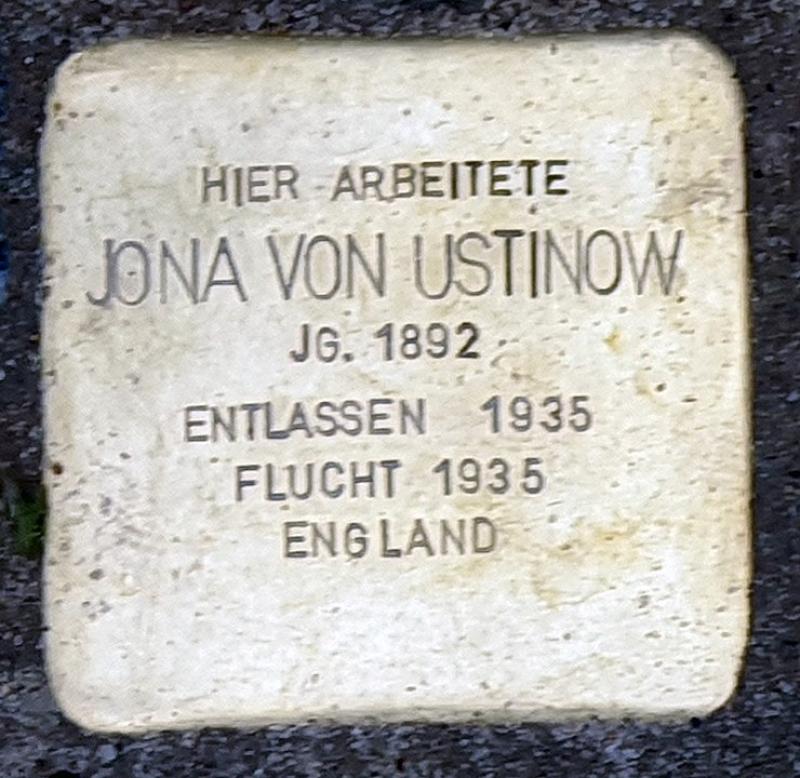 HIER ARBEITETE
JONA VON USTINOW
JG. 1892
ENTLASSEN 1935
FLUCHT 1935
ENGLAND